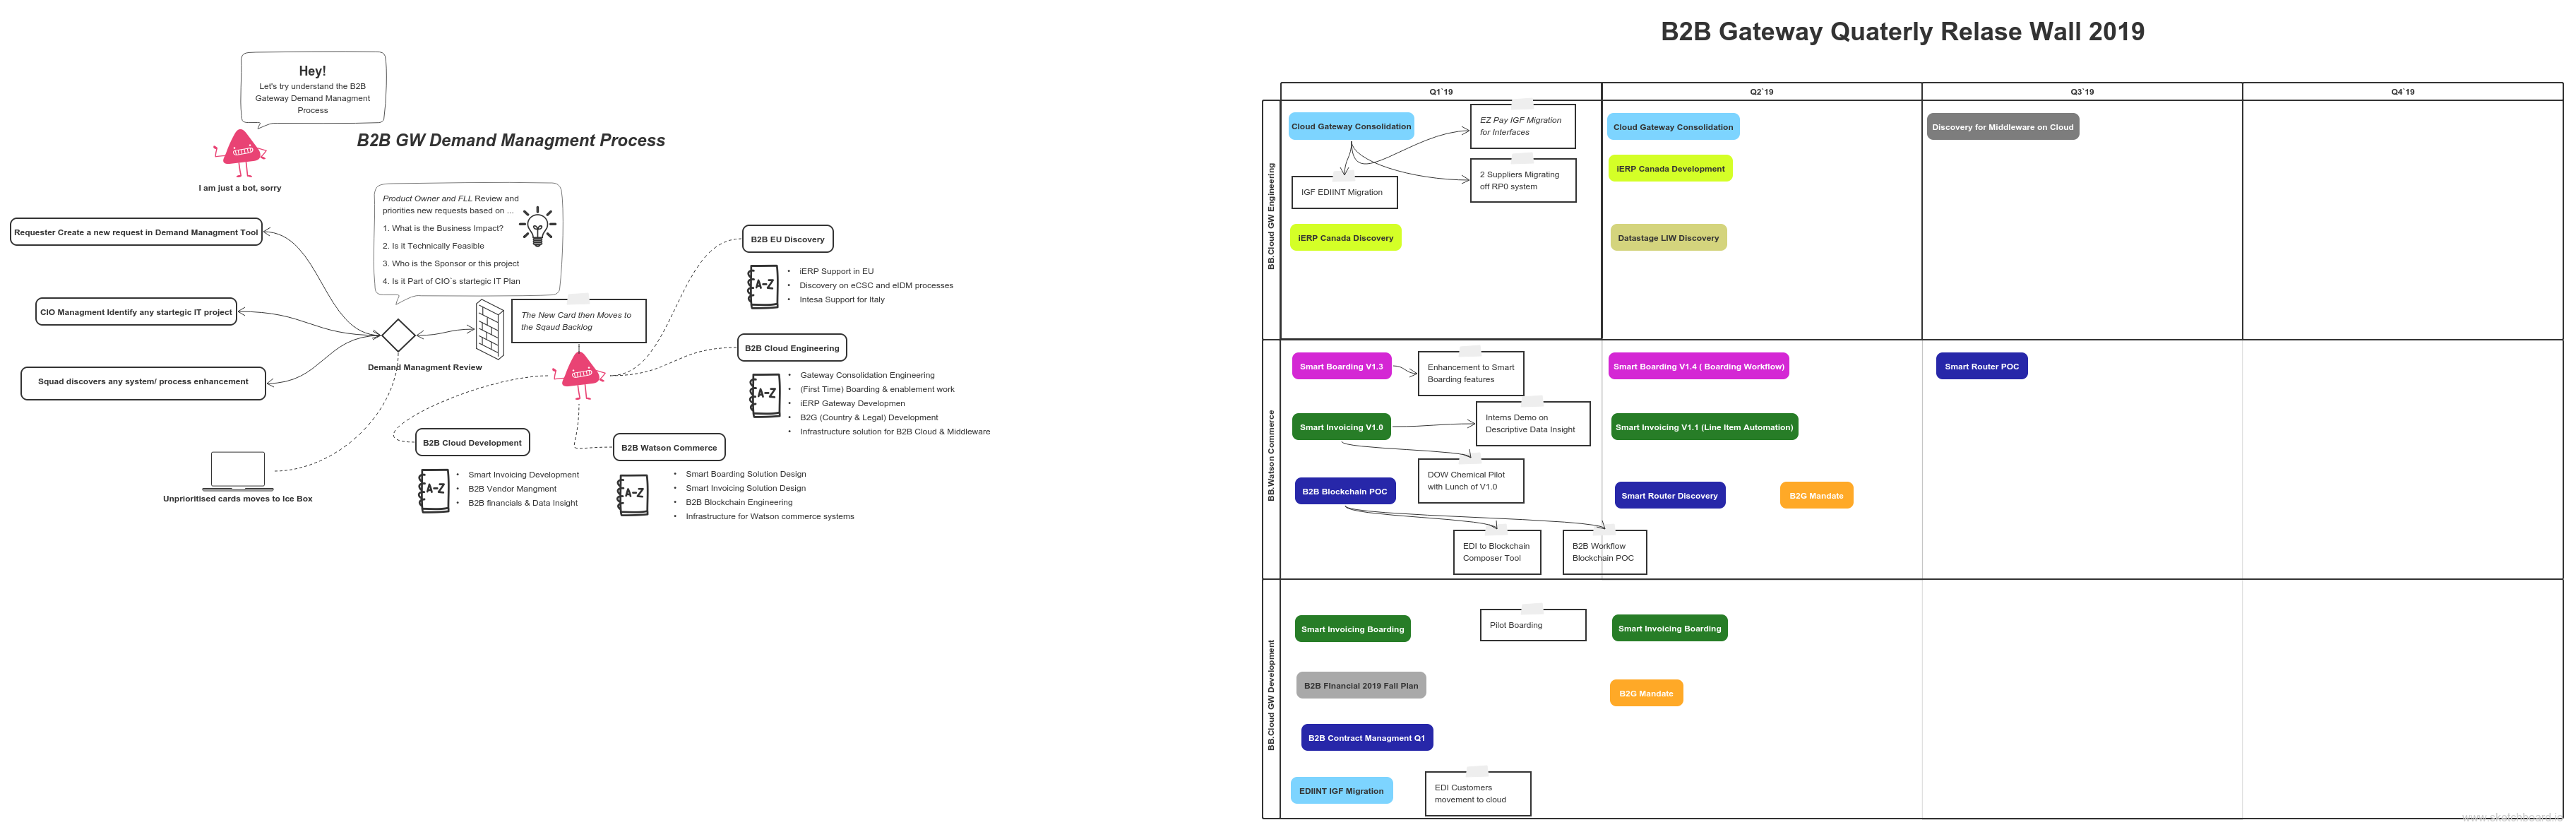 B2B Gateway Quaterly Relase Wall 2019
Hey!
Let's try understand the B2B
Gateway Demand Managment
Process
I am just a bot, sorry
B2B GW Demand Managment Process
Product Owner and FLL Review and
priorities new requests based on ...
1. What is the Business Impact?
2. Is it Technically Feasible
3. Who is the Sponsor or this project
4. Is it Part of CIO`s startegic IT Plan
Requester Create a new request in Demand Managment Tool
CIO Managment Identify any startegic IT project
Squad discovers any system/ process enhancement
Demand Managment Review
The New Card then Moves to
the Sqaud Backlog
Unprioritised cards moves to Ice Box
B2B EU Discovery
A-Z
• iERP Support in EU
• Discovery on eCSC and eIDM processes
• Intesa Support for Italy
B2B Cloud Engineering
A-Z
• Gateway Consolidation Engineering
• (First Time) Boarding & enablement work
• iERP Gateway Developmen
• B2G (Country & Legal) Development
• Infrastructure solution for B2B Cloud & Middleware
B2B Cloud Development
A-Z
• Smart Invoicing Development
• B2B Vendor Managment
• B2B financials & Data Insight
B2B Watson Commerce
A-Z
• Smart Boarding Solution Design
• Smart Invoicing Solution Design
• B2B Blockchain Engineering
• Infrastructure for Watson commerce systems
Q1`19
Q2`19
Q3`19
Q4`19
BB.Cloud GW Engineering
Cloud Gateway Consolidation
EZ Pay IGF Migration
for Interfaces
2 Suppliers Migrating
off RP0 system
IGF EDIINT Migration
iERP Canada Discovery
Cloud Gateway Consolidation
iERP Canada Development
Datastage LIW Discovery
Discovery for Middleware on Cloud
BB.Watson Commerce
Smart Boarding V1.3
Enhancement to Smart
Boarding features
Smart Invoicing V1.0
Interns Demo on
Descriptive Data Insight
DOW Chemical Pilot
with Lunch of V1.0
B2B Blockchain POC
EDI to Blockchain
Composer Tool
B2B Workflow
Blockchain POC
Smart Boarding V1.4 ( Boarding Workflow)
Smart Invoicing V1.1 (Line Item Automation)
Smart Router Discovery
B2G Mandate
Smart Router POC
BB.Cloud GW Development
Smart Invoicing Boarding
Pilot Boarding
B2B FInancial 2019 Fall Plan
B2B Contract Managment Q1
EDIINT IGF Migration
EDI Customers
movement to cloud
Smart Invoicing Boarding
B2G Mandate
www.sketchboard.io